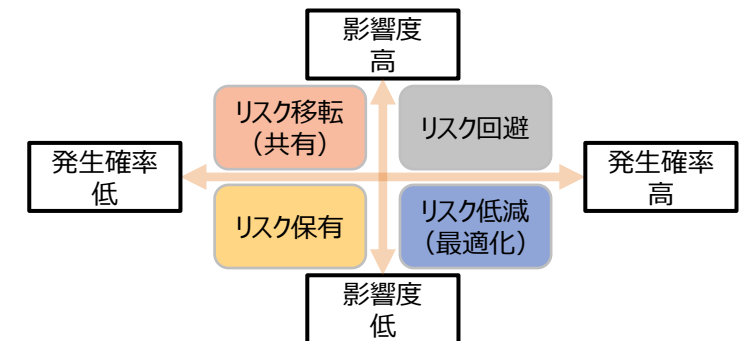 影響度
高
リスク移転
（共有）
リスク回避
発生確率
低
発生確率
高
リスク保有
リスク低減
（最適化）
影響度
低